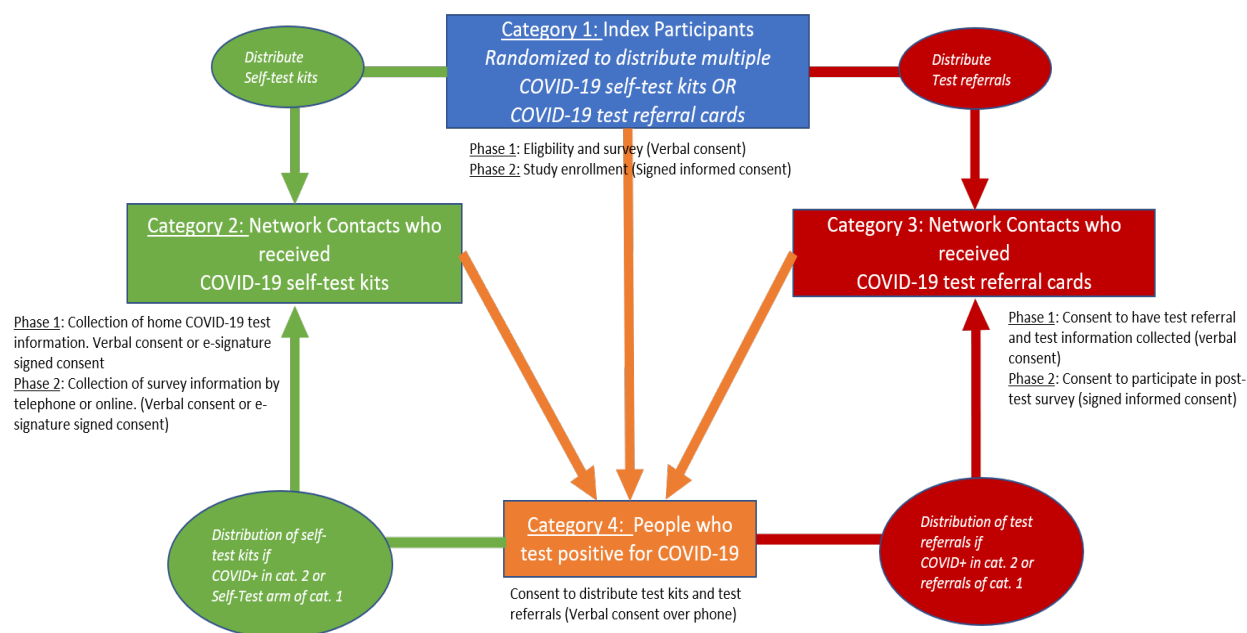 Category 1: Index Participants
Randomized to distribute multiple
COVID-19 self-test kits OR
COVID-19 test referral cards
Distribute
Self-test kits
Distribute
Test referrals
Phase 1: Eligbility and survey (Verbal consent)
Phase 2: Study enrollment (Signed informed consent)
Category 2: Network Contacts who
received
COVID-19 self-test kits
Category 3: Network Contacts who
received
COVID-19 test referral cards
Phase 1: Collection of home COVID-19 test
information. Verbal consent or e-signature
signed consent
Phase 2: Collection of survey information by
telephone or online. (Verbal consent or e-
signature signed consent)
Phase 1: Consent to have test referral
and test information collected (verbal
consent)
Phase 2: Consent to participate in post-
test survey (signed informed consent)
Distribution of self-
test kits if
COVID+ in cat. 2 or
Self-Test arm of cat. 1
Category 4:  People who
test positive for COVID-19
Distribution of test
referrals if
COVID+ in cat. 2 or
referrals of cat. 1
Consent to distribute test kits and test
referrals (Verbal consent over phone)